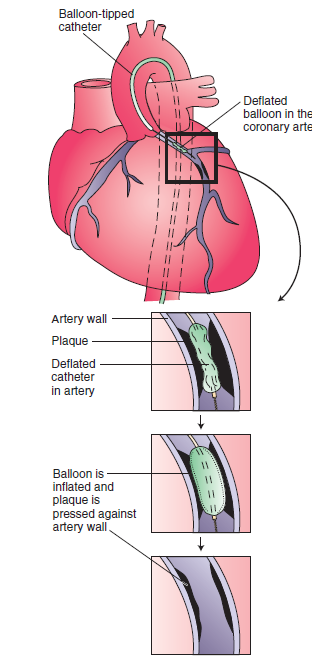 Balloon-tipped
catheter
Deflated
balloon in the
coronary arte
Artery wall
Plaque
Deflated
catheter
in artery
Balloon is
inflated and
plaque is
pressed against
artery wall